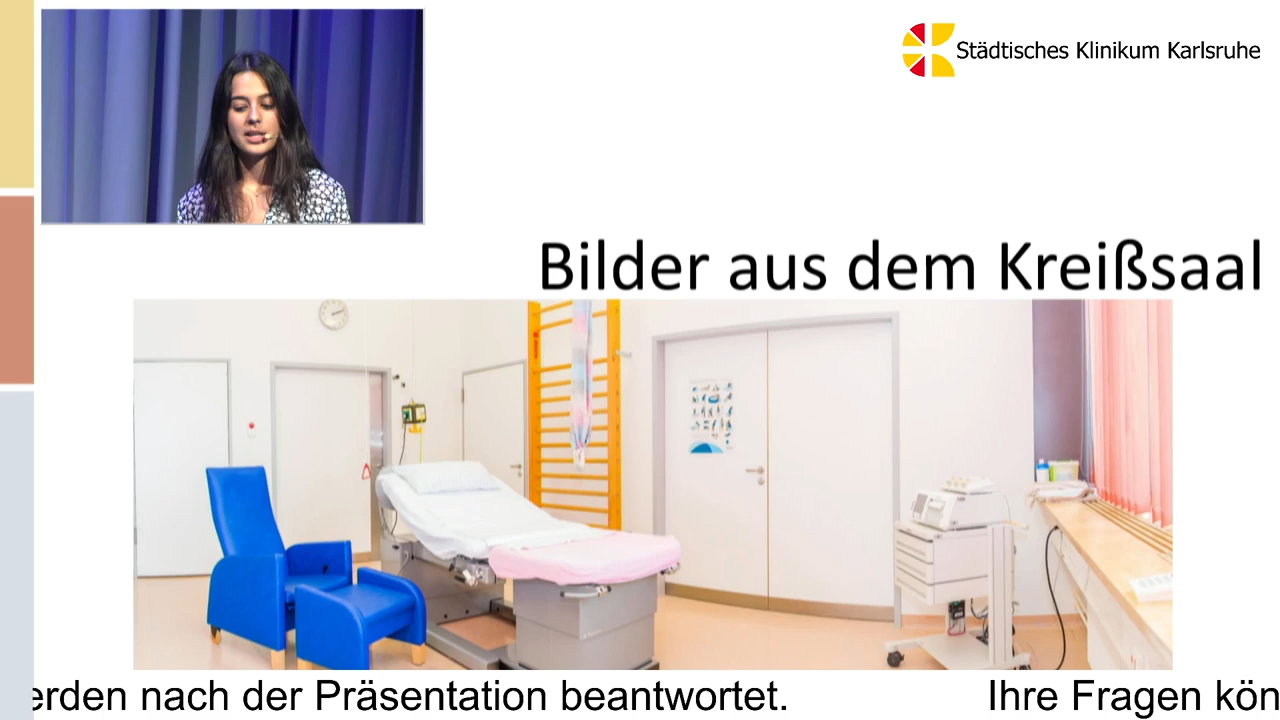 Städtisches Klinikum Karlsruhe
Bilder aus dem Kreißsaal
erden nach der Präsentation beantwortet. Ihre Fragen kön